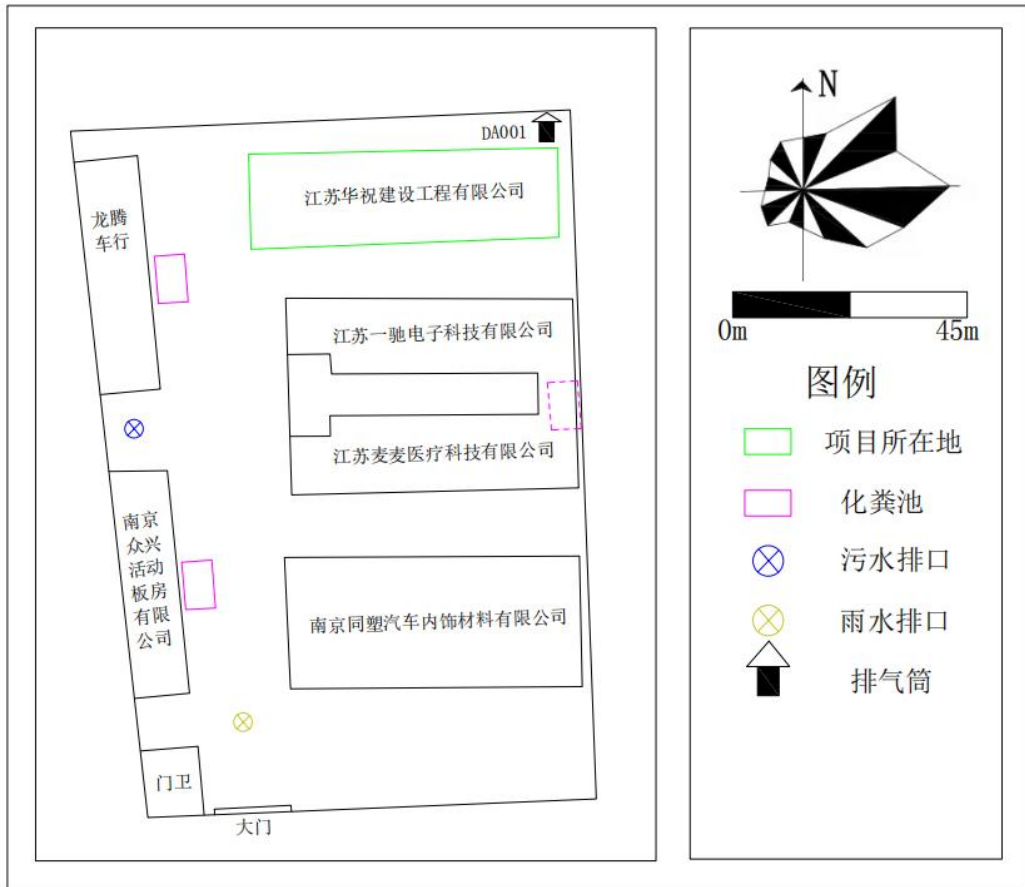 DA001
江苏华祝建设工程有限公司
龙腾
车行
江苏一驰电子科技有限公司
江苏麦麦医疗科技有限公司
南京
众兴
活动
板房
有限
公司
南京同塑汽车内饰材料有限公司
门卫
大门
N
0m
45m
图例
项目所在地
化粪池
污水排口
雨水排口
排气筒